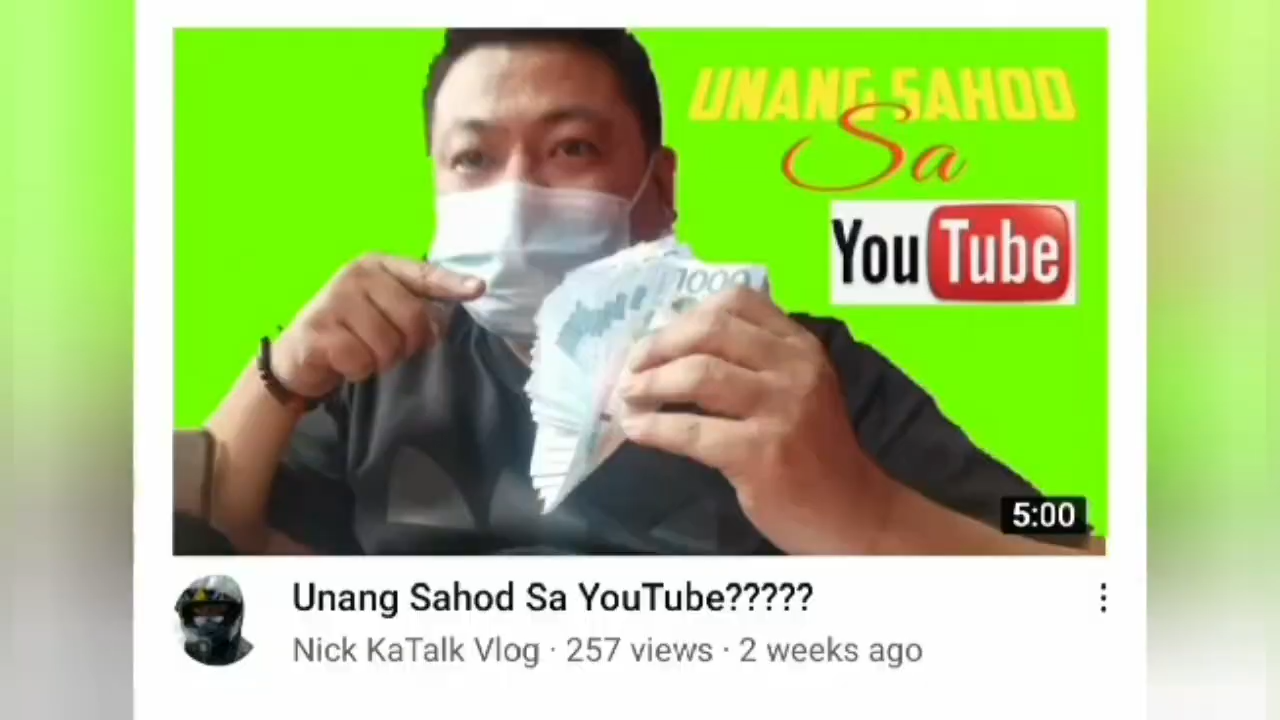 UNANG SAHOD
Sa
YouTube
1000
5:00
Unang Sahod Sa YouTube?????
Nick KaTalk Vlog · 257 views · 2 weeks ago